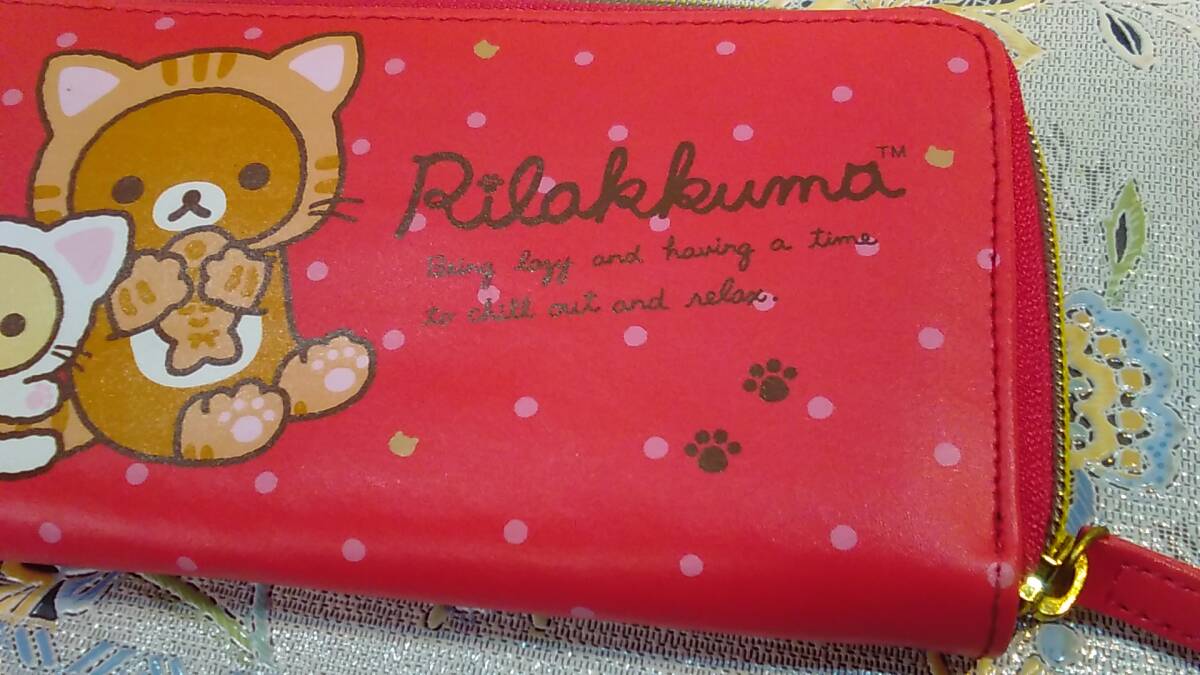 Rilakkuma™
Being lazy and having a time
to chill out and relax.